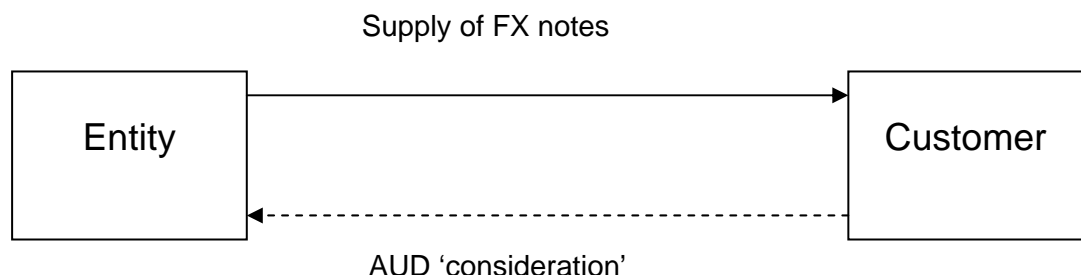 Supply of FX notes
Entity
Customer
AUD ‘consideration’